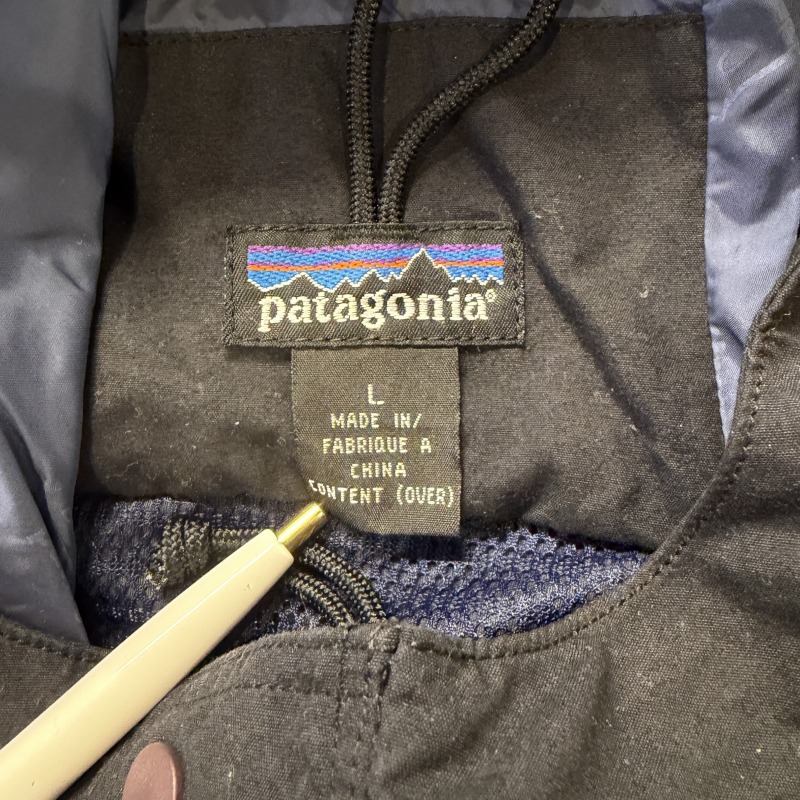 patagonia®
L
MADE IN/
FABRIQUE A
CHINA
CONTENT (OVER)